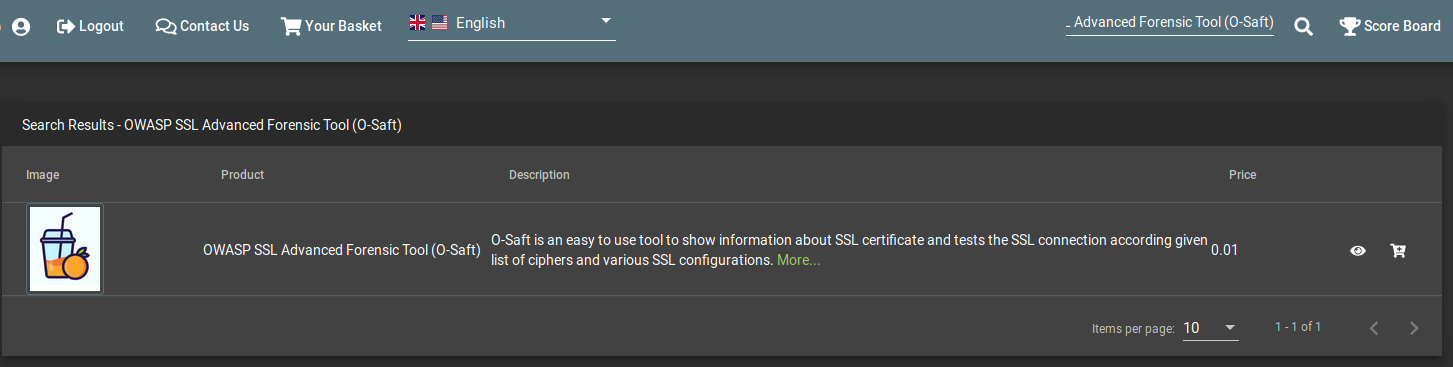 Logout Contact Us Your Basket English _ Advanced Forensic Tool (O-Saft) Score Board
Search Results - OWASP SSL Advanced Forensic Tool (O-Saft)
Image Product Description Price
OWASP SSL Advanced Forensic Tool (O-Saft)
O-Saft is an easy to use tool to show information about SSL certificate and tests the SSL connection according given
list of ciphers and various SSL configurations. More...
0.01
Items per page: 10 1 - 1 of 1